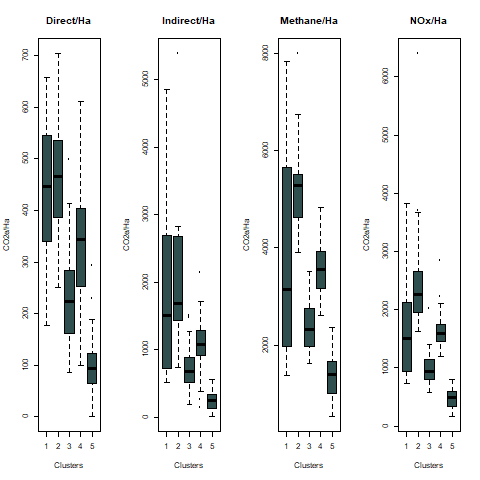 Direct/Ha
Indirect/Ha
Methane/Ha
NOx/Ha
CO2e/Ha
0 100 200 300 400 500 600 700
1 2 3 4 5
Clusters
CO2e/Ha
0 1000 2000 3000 4000 5000
1 2 3 4 5
Clusters
CO2e/Ha
2000 4000 6000 8000
1 2 3 4 5
Clusters
CO2e/Ha
0 1000 2000 3000 4000 5000 6000
1 2 3 4 5
Clusters